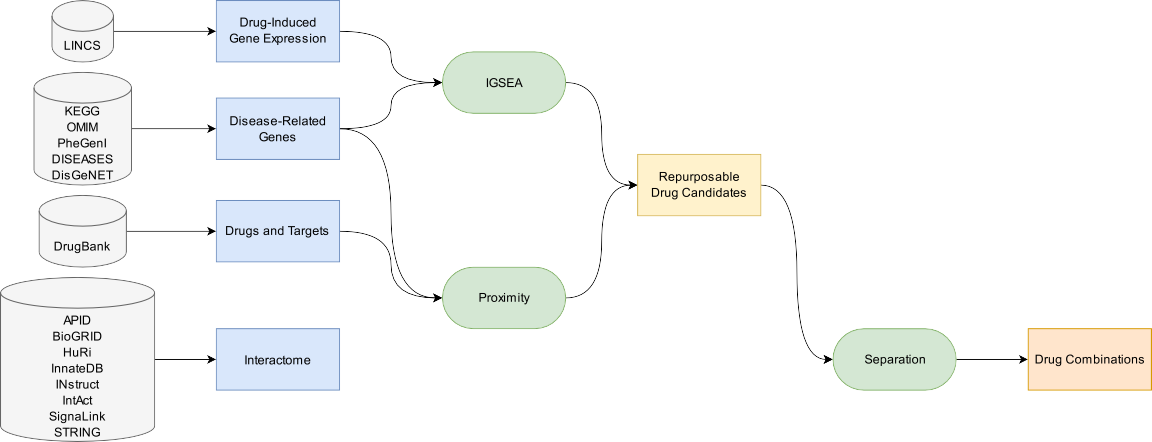 LINCS
Drug-Induced
Gene Expression
KEGG
OMIM
PheGenI
DISEASES
DisGeNET
Disease-Related
Genes
DrugBank
Drugs and Targets
APID
BioGRID
HuRi
InnateDB
INstruct
IntAct
SignaLink
STRING
Interactome
IGSEA
Proximity
Repurposable
Drug Candidates
Separation
Drug Combinations